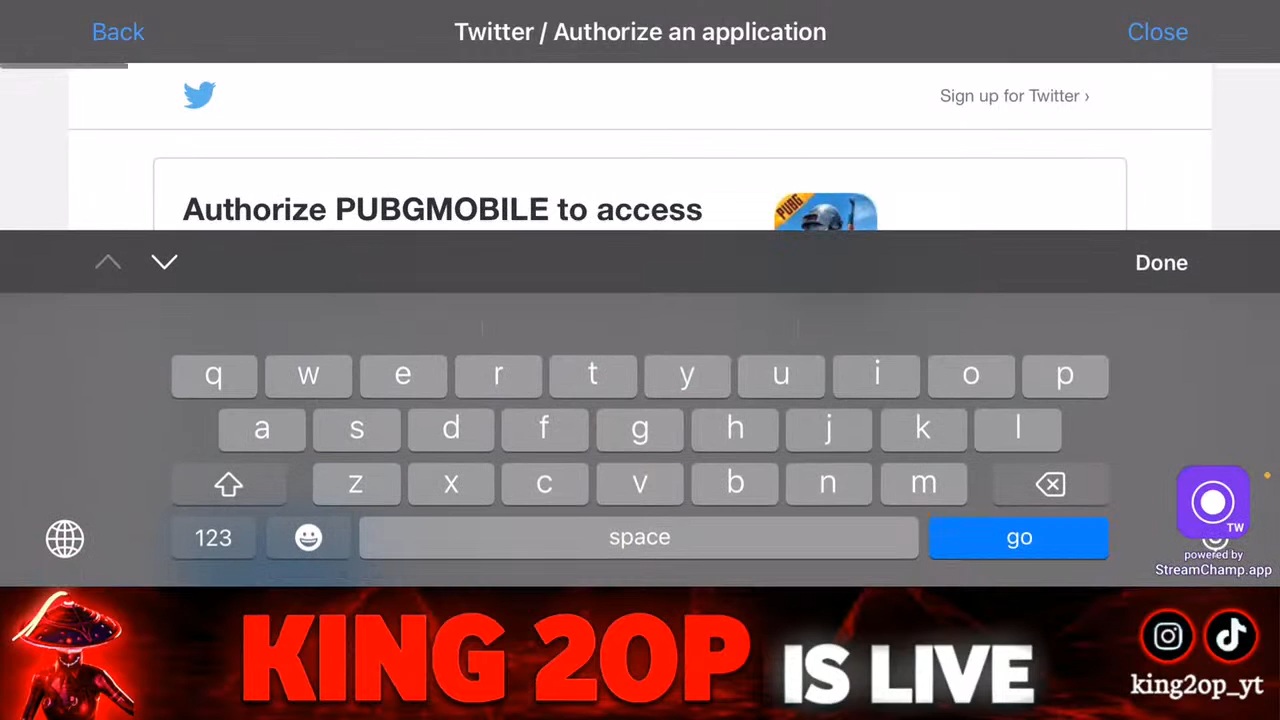 Back
Twitter / Authorize an application
Close
Sign up for Twitter ›
Authorize PUBGMOBILE to access
PUBG
Done
q w e r t y u i o p
a s d f g h j k l
z x c v b n m
123
space
go
TW
powered by
StreamChamp.app
KING 2OP IS LIVE
king2op_yt